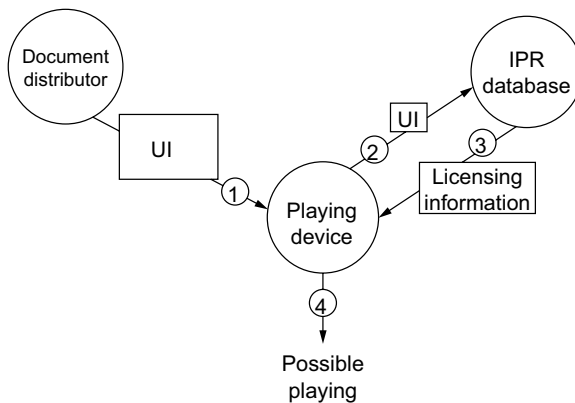 Document
distributor
UI
1
Playing
device
2
UI
IPR
database
3
Licensing
information
4
Possible
playing